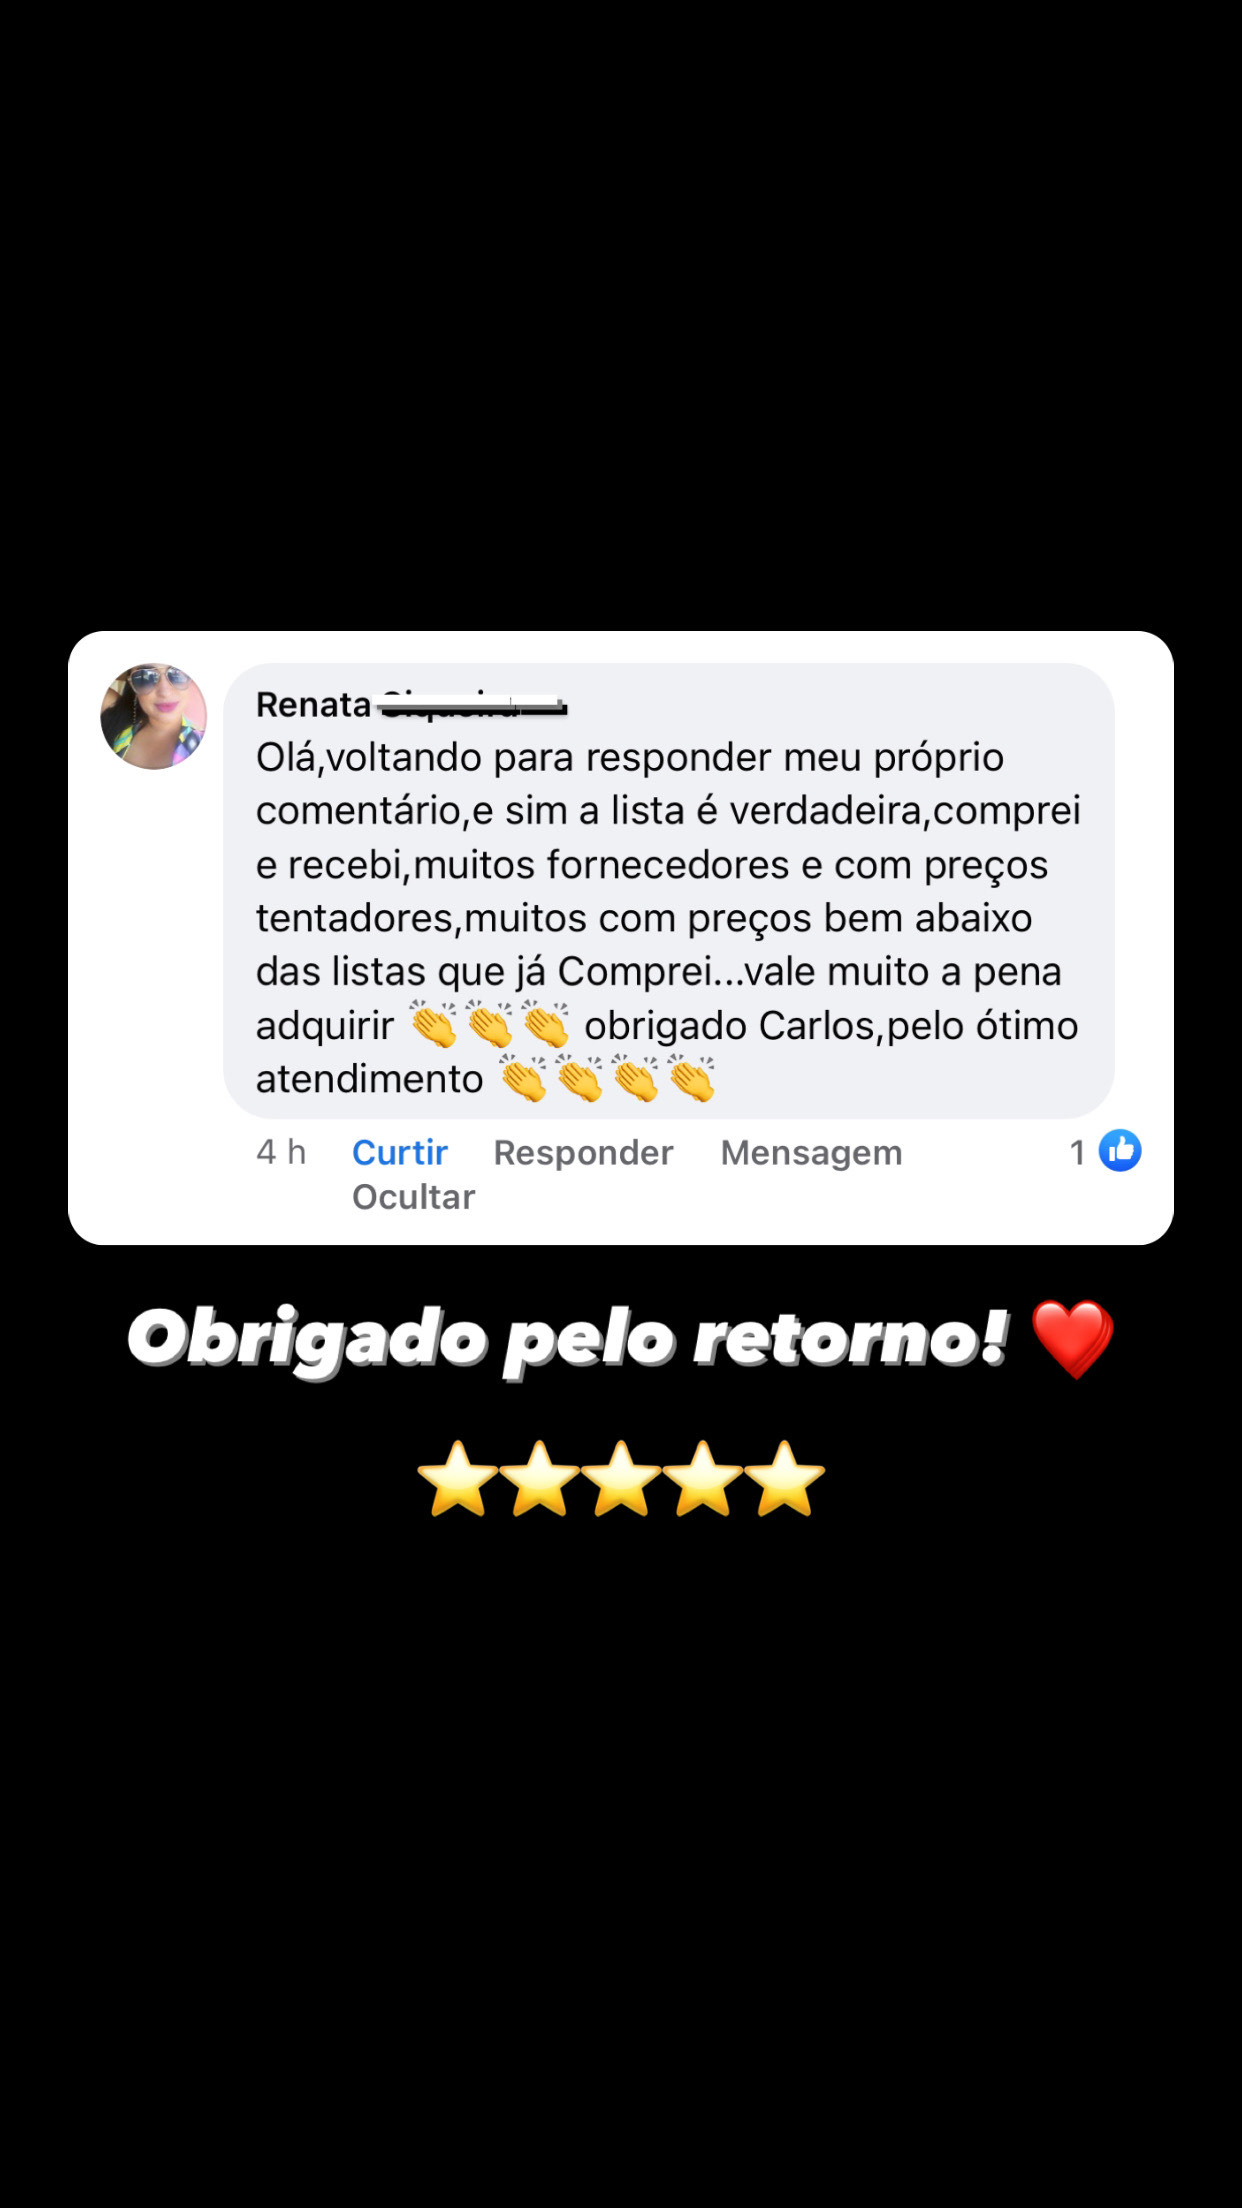 Renata
Olá,voltando para responder meu próprio
comentário,e sim a lista é verdadeira,comprei
e recebi,muitos fornecedores e com preços
tentadores,muitos com preços bem abaixo
das listas que já Comprei...vale muito a pena
adquirir 👏👏👏 obrigado Carlos,pelo ótimo
atendimento 👏👏👏👏
4 h Curtir Responder Mensagem 1
Ocultar
Obrigado pelo retorno! ❤️
⭐⭐⭐⭐⭐